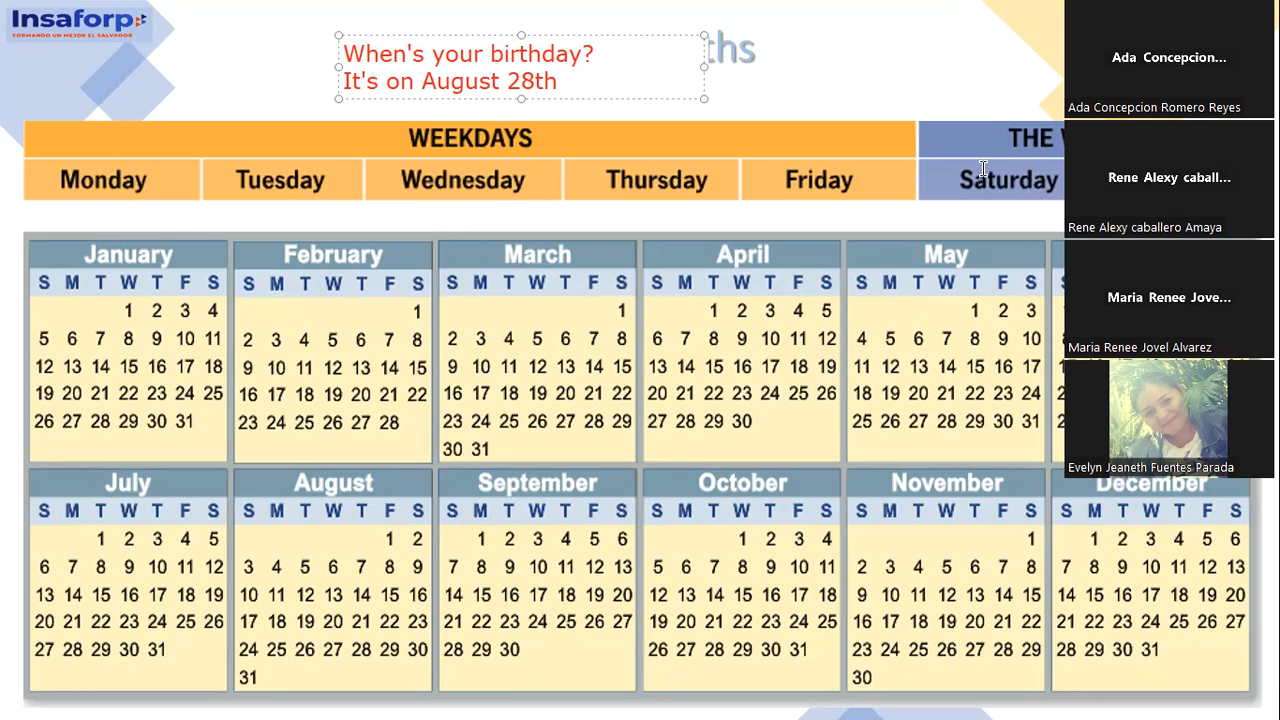 Insaforp
FORMANDO UN MEJOR EL SALVADOR
When's your birthday?
It's on August 28th
ths
WEEKDAYS
THE
Monday Tuesday Wednesday Thursday Friday Saturday
January
S M T W T F S
1 2 3 4
5 6 7 8 9 10 11
12 13 14 15 16 17 18
19 20 21 22 23 24 25
26 27 28 29 30 31
February
S M T W T F S
1
2 3 4 5 6 7 8
9 10 11 12 13 14 15
16 17 18 19 20 21 22
23 24 25 26 27 28
March
S M T W T F S
1
2 3 4 5 6 7 8
9 10 11 12 13 14 15
16 17 18 19 20 21 22
23 24 25 26 27 28 29
30 31
April
S M T W T F S
1 2 3 4 5
6 7 8 9 10 11 12
13 14 15 16 17 18 19
20 21 22 23 24 25 26
27 28 29 30
May
S M T W T F S
1 2 3
4 5 6 7 8 9 10
11 12 13 14 15 16 17
18 19 20 21 22 23 24
25 26 27 28 29 30 31
July
S M T W T F S
1 2 3 4 5
6 7 8 9 10 11 12
13 14 15 16 17 18 19
20 21 22 23 24 25 26
27 28 29 30 31
August
S M T W T F S
1 2
3 4 5 6 7 8 9
10 11 12 13 14 15 16
17 18 19 20 21 22 23
24 25 26 27 28 29 30
31
September
S M T W T F S
1 2 3 4 5 6
7 8 9 10 11 12 13
14 15 16 17 18 19 20
21 22 23 24 25 26 27
28 29 30
October
S M T W T F S
1 2 3 4
5 6 7 8 9 10 11
12 13 14 15 16 17 18
19 20 21 22 23 24 25
26 27 28 29 30 31
November
S M T W T F S
1
2 3 4 5 6 7 8
9 10 11 12 13 14 15
16 17 18 19 20 21 22
23 24 25 26 27 28 29
30
December
S M T W T F S
1 2 3 4 5 6
7 8 9 10 11 12 13
14 15 16 17 18 19 20
21 22 23 24 25 26 27
28 29 30 31
Ada Concepcion...
Ada Concepcion Romero Reyes
Rene Alexy caball...
Rene Alexy caballero Amaya
Maria Renee Jove...
Maria Renee Jovel Alvarez
Evelyn Jeaneth Fuentes Parada